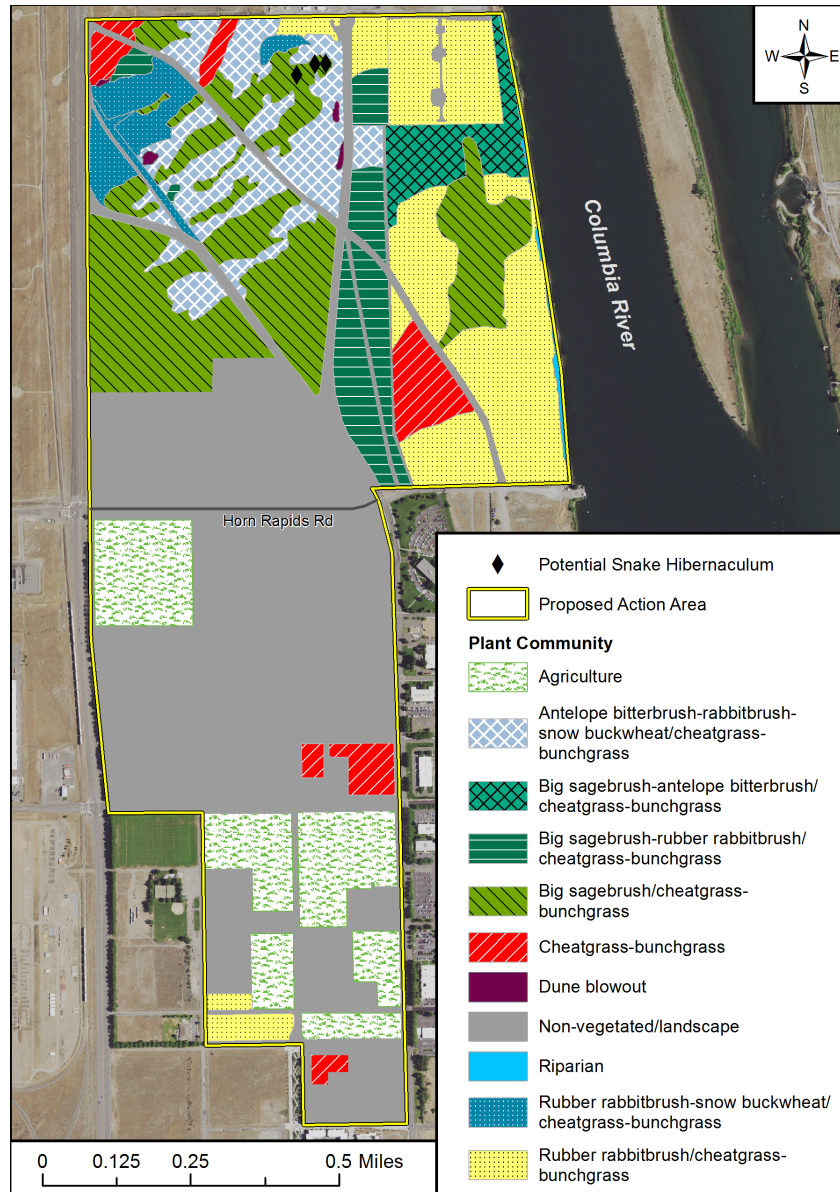 N
W E
S
Columbia River
Horn Rapids Rd
Potential Snake Hibernaculum
Proposed Action Area
Plant Community
Agriculture
Antelope bitterbrush-rabbitbrush-
snow buckwheat/cheatgrass-
bunchgrass
Big sagebrush-antelope bitterbrush/
cheatgrass-bunchgrass
Big sagebrush-rubber rabbitbrush/
cheatgrass-bunchgrass
Big sagebrush/cheatgrass-
bunchgrass
Cheatgrass-bunchgrass
Dune blowout
Non-vegetated/landscape
Riparian
Rubber rabbitbrush-snow buckwheat/
cheatgrass-bunchgrass
Rubber rabbitbrush/cheatgrass-
bunchgrass
0 0.125 0.25 0.5 Miles